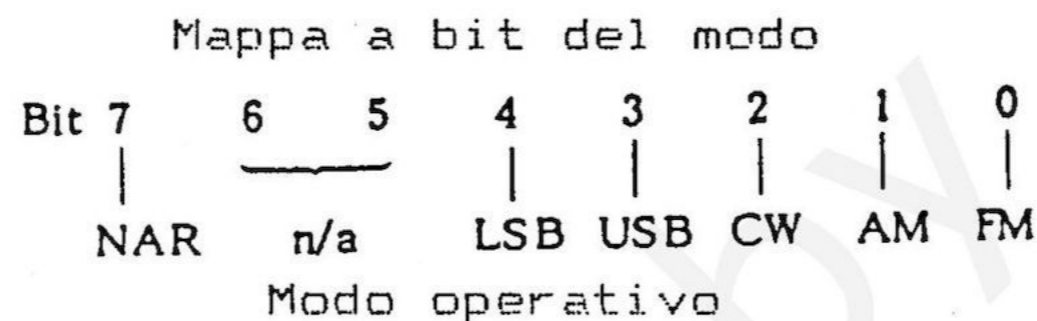 Mappa a bit del modo
Bit 7 6 5 4 3 2 1 0
NAR n/a LSB USB CW AM FM
Modo operativo